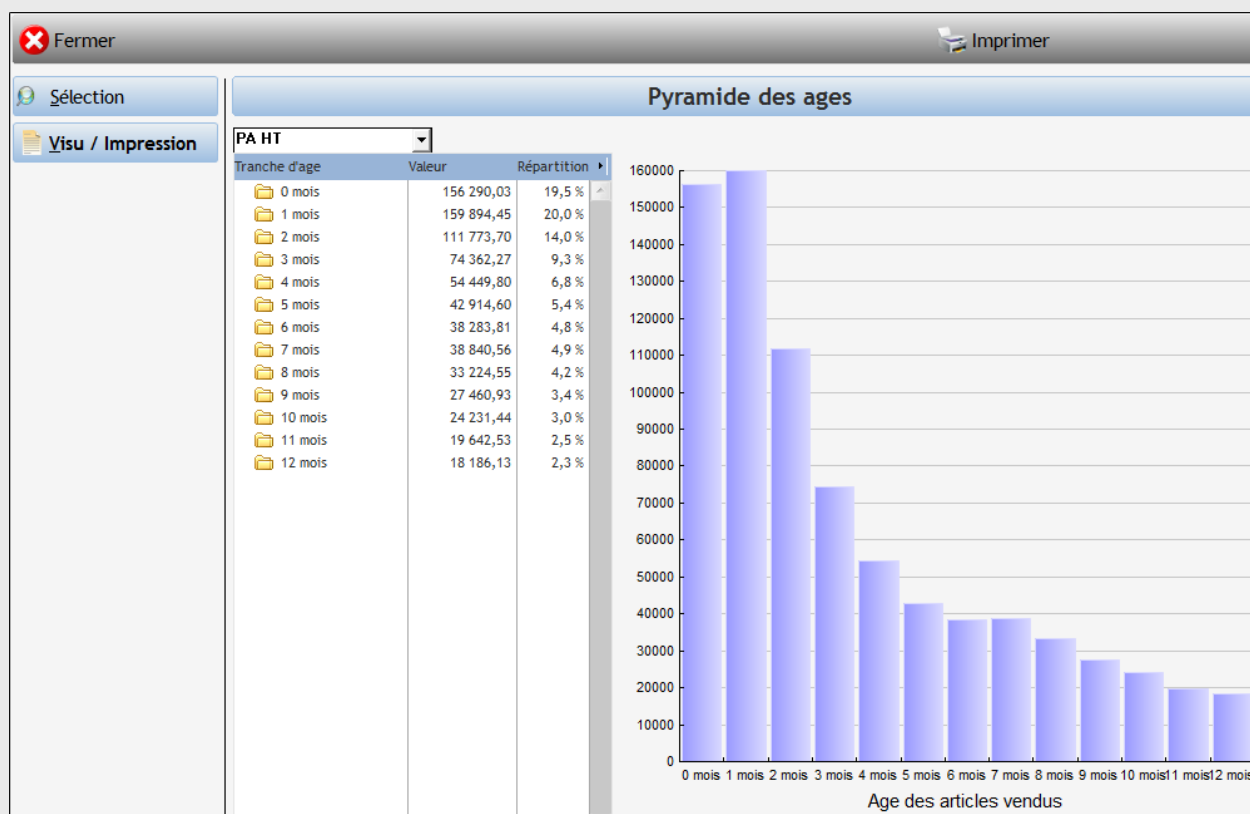 Fermer
Imprimer
Sélection
Visu / Impression
Pyramide des ages
PA HT
Tranche d'age Valeur Répartition
0 mois 156 290,03 19,5 %
1 mois 159 894,45 20,0 %
2 mois 111 773,70 14,0 %
3 mois 74 362,27 9,3 %
4 mois 54 449,80 6,8 %
5 mois 42 914,60 5,4 %
6 mois 38 283,81 4,8 %
7 mois 38 840,56 4,9 %
8 mois 33 224,55 4,2 %
9 mois 27 460,93 3,4 %
10 mois 24 231,44 3,0 %
11 mois 19 642,53 2,5 %
12 mois 18 186,13 2,3 %
160000
150000
140000
130000
120000
110000
100000
90000
80000
70000
60000
50000
40000
30000
20000
10000
0
0 mois 1 mois 2 mois 3 mois 4 mois 5 mois 6 mois 7 mois 8 mois 9 mois 10 mois 11 mois 12 mois
Age des articles vendus